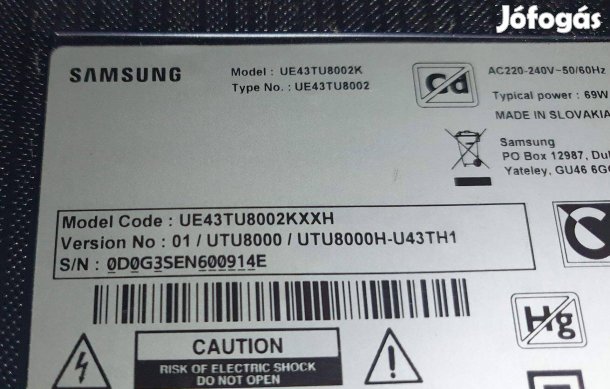 Jófogás
SAMSUNG
Model : UE43TU8002K
Type No. : UE43TU8002
Cd
AC220-240V~50/60Hz
Typical power : 69W
MADE IN SLOVAKIA
Samsung
PO Box 12987,
Yateley, GU46
Model Code : UE43TU8002KXXH
Version No : 01 / UTU8000 / UTU8000H-U43TH1
S/N : 0D0G3SEN600914E
Hg
CAUTION
RISK OF ELECTRIC SHOCK
DO NOT OPEN